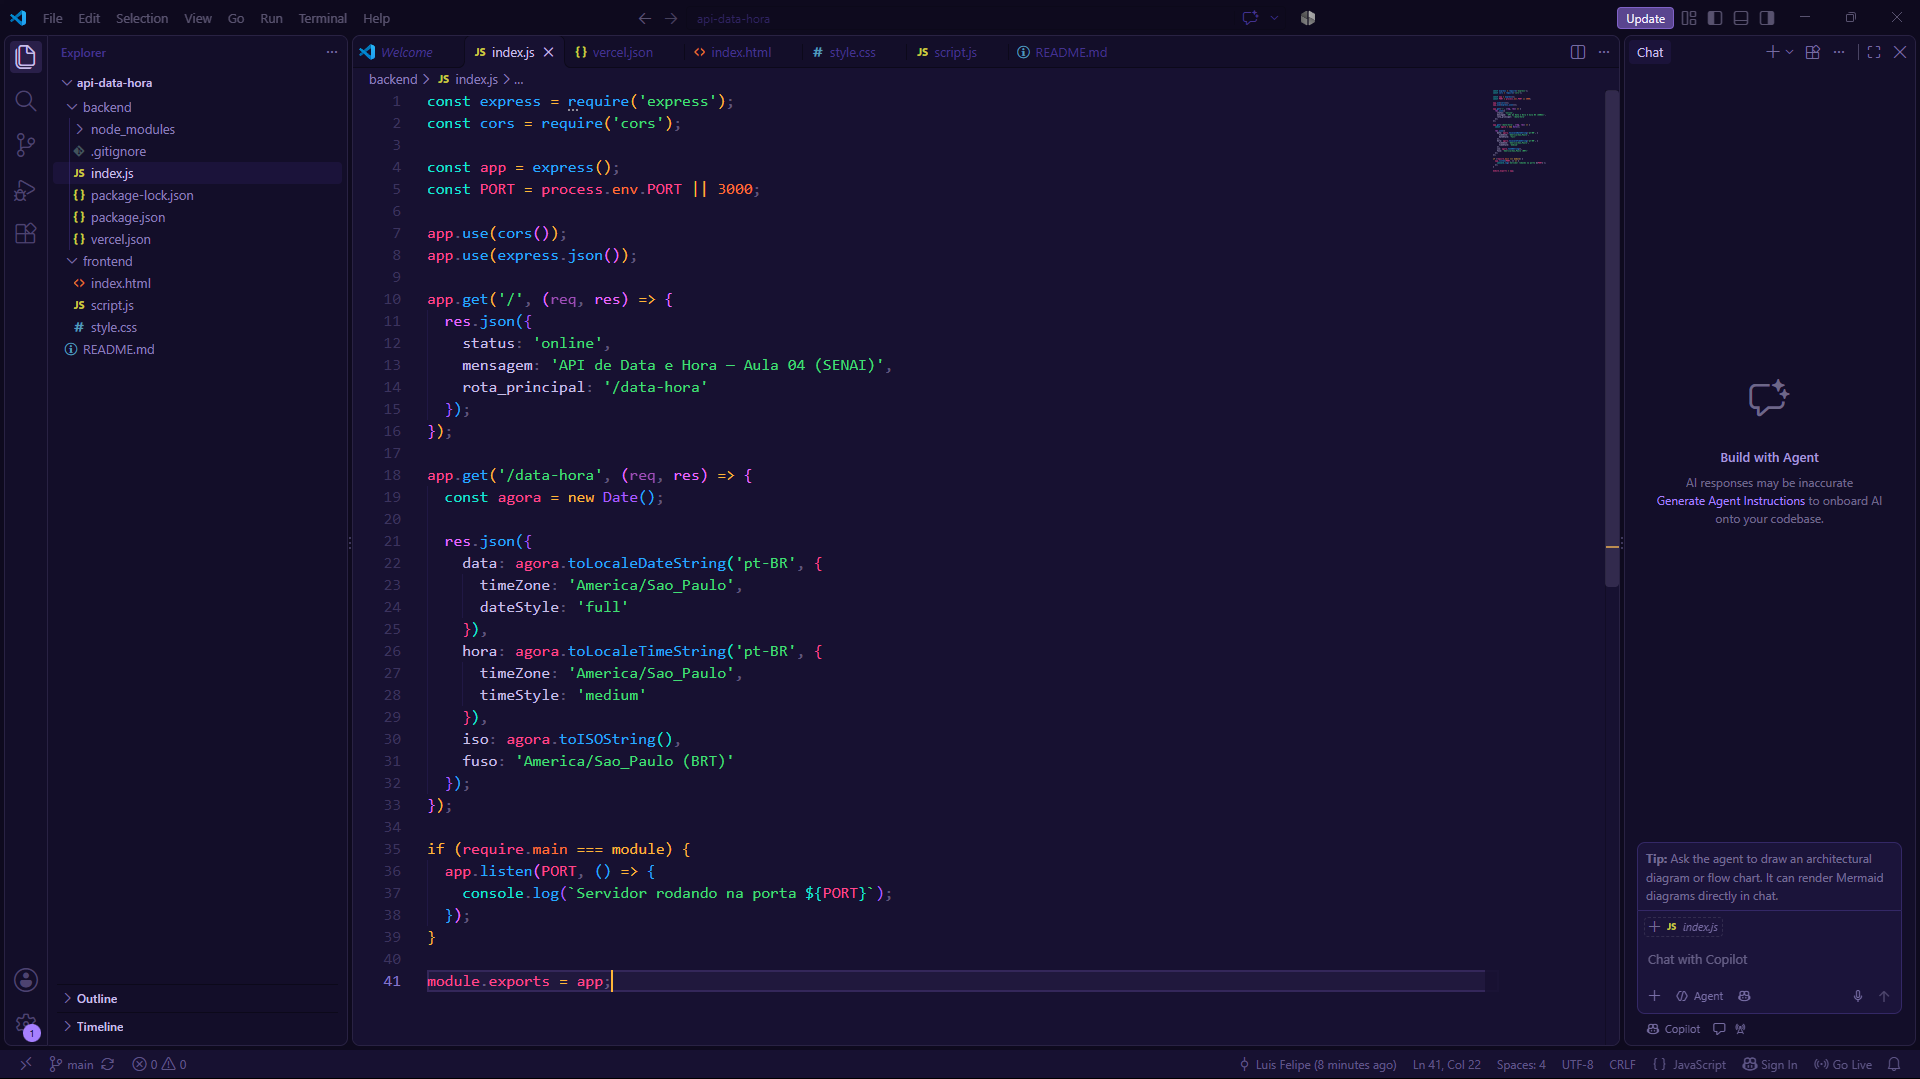 File Edit Selection View Go Run Terminal Help
api-data-hora
Update
Explorer
api-data-hora
backend
node_modules
.gitignore
JS index.js
{} package-lock.json
{} package.json
{} vercel.json
frontend
<> index.html
JS script.js
# style.css
README.md
Outline
Timeline
1
Welcome
JS index.js
{} vercel.json
<> index.html
# style.css
JS script.js
README.md
backend > JS index.js > ...
1 const express = require('express');
2 const cors = require('cors');
3
4 const app = express();
5 const PORT = process.env.PORT || 3000;
6
7 app.use(cors());
8 app.use(express.json());
9
10 app.get('/', (req, res) => {
11 res.json({
12 status: 'online',
13 mensagem: 'API de Data e Hora — Aula 04 (SENAI)',
14 rota_principal: '/data-hora'
15 });
16 });
17
18 app.get('/data-hora', (req, res) => {
19 const agora = new Date();
20
21 res.json({
22 data: agora.toLocaleDateString('pt-BR', {
23 timeZone: 'America/Sao_Paulo',
24 dateStyle: 'full'
25 }),
26 hora: agora.toLocaleTimeString('pt-BR', {
27 timeZone: 'America/Sao_Paulo',
28 timeStyle: 'medium'
29 }),
30 iso: agora.toISOString(),
31 fuso: 'America/Sao_Paulo (BRT)'
32 });
33 });
34
35 if (require.main === module) {
36 app.listen(PORT, () => {
37 console.log(`Servidor rodando na porta ${PORT}`);
38 });
39 }
40
41 module.exports = app;
Chat
Build with Agent
AI responses may be inaccurate
Generate Agent Instructions to onboard AI
onto your codebase.
Tip: Ask the agent to draw an architectural
diagram or flow chart. It can render Mermaid
diagrams directly in chat.
JS index.js
Chat with Copilot
Agent
Copilot
main
0 0
Luis Felipe (8 minutes ago)
Ln 41, Col 22
Spaces: 4
UTF-8
CRLF
{} JavaScript
Sign In
Go Live